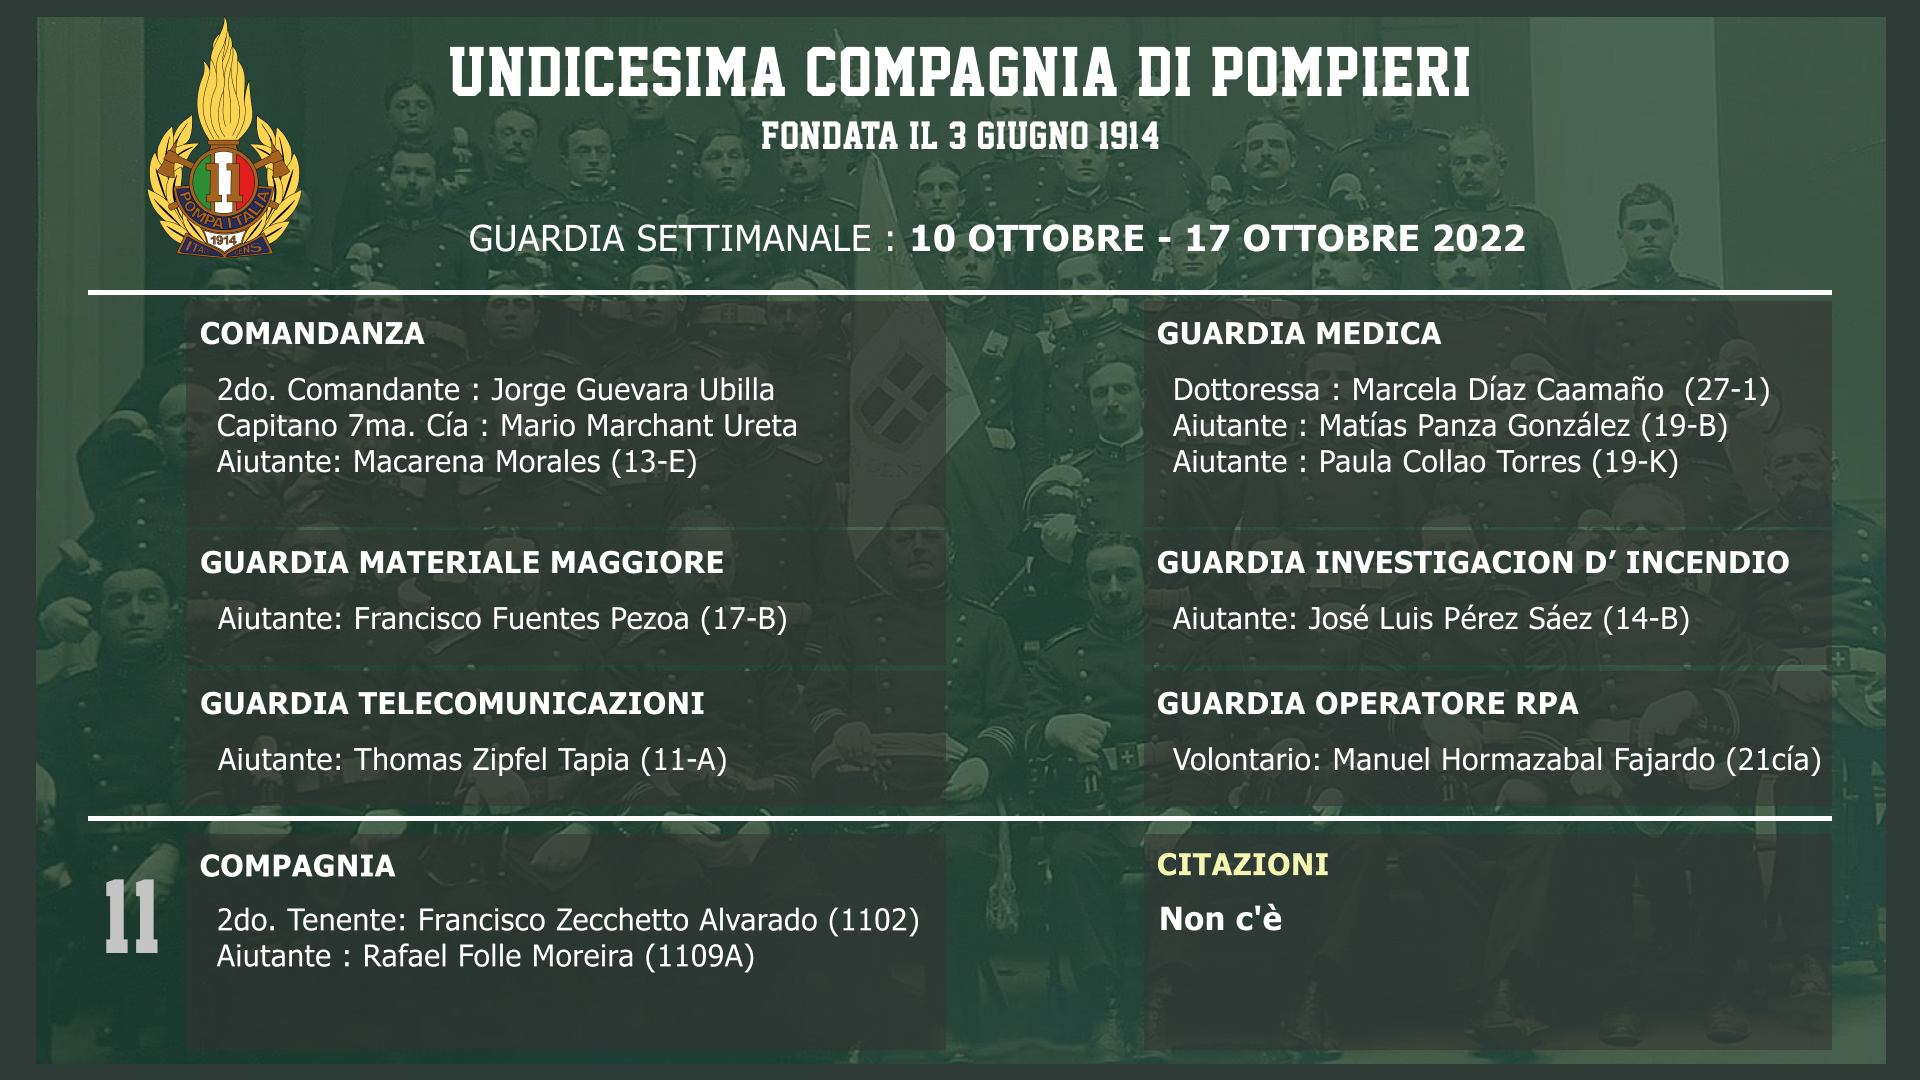 UNDICESIMA COMPAGNIA DI POMPIERI
FONDATA IL 3 GIUGNO 1914
11
POMPA ITALIA
1914
GUARDIA SETTIMANALE : 10 OTTOBRE - 17 OTTOBRE 2022
COMANDANZA
2do. Comandante : Jorge Guevara Ubilla
Capitano 7ma. Cía : Mario Marchant Ureta
Aiutante: Macarena Morales (13-E)
GUARDIA MEDICA
Dottoressa : Marcela Díaz Caamaño (27-1)
Aiutante : Matías Panza González (19-B)
Aiutante : Paula Collao Torres (19-K)
GUARDIA MATERIALE MAGGIORE
Aiutante: Francisco Fuentes Pezoa (17-B)
GUARDIA INVESTIGACION D’ INCENDIO
Aiutante: José Luis Pérez Sáez (14-B)
GUARDIA TELECOMUNICAZIONI
Aiutante: Thomas Zipfel Tapia (11-A)
GUARDIA OPERATORE RPA
Volontario: Manuel Hormazabal Fajardo (21cía)
11
COMPAGNIA
2do. Tenente: Francisco Zecchetto Alvarado (1102)
Aiutante : Rafael Folle Moreira (1109A)
CITAZIONI
Non c'è